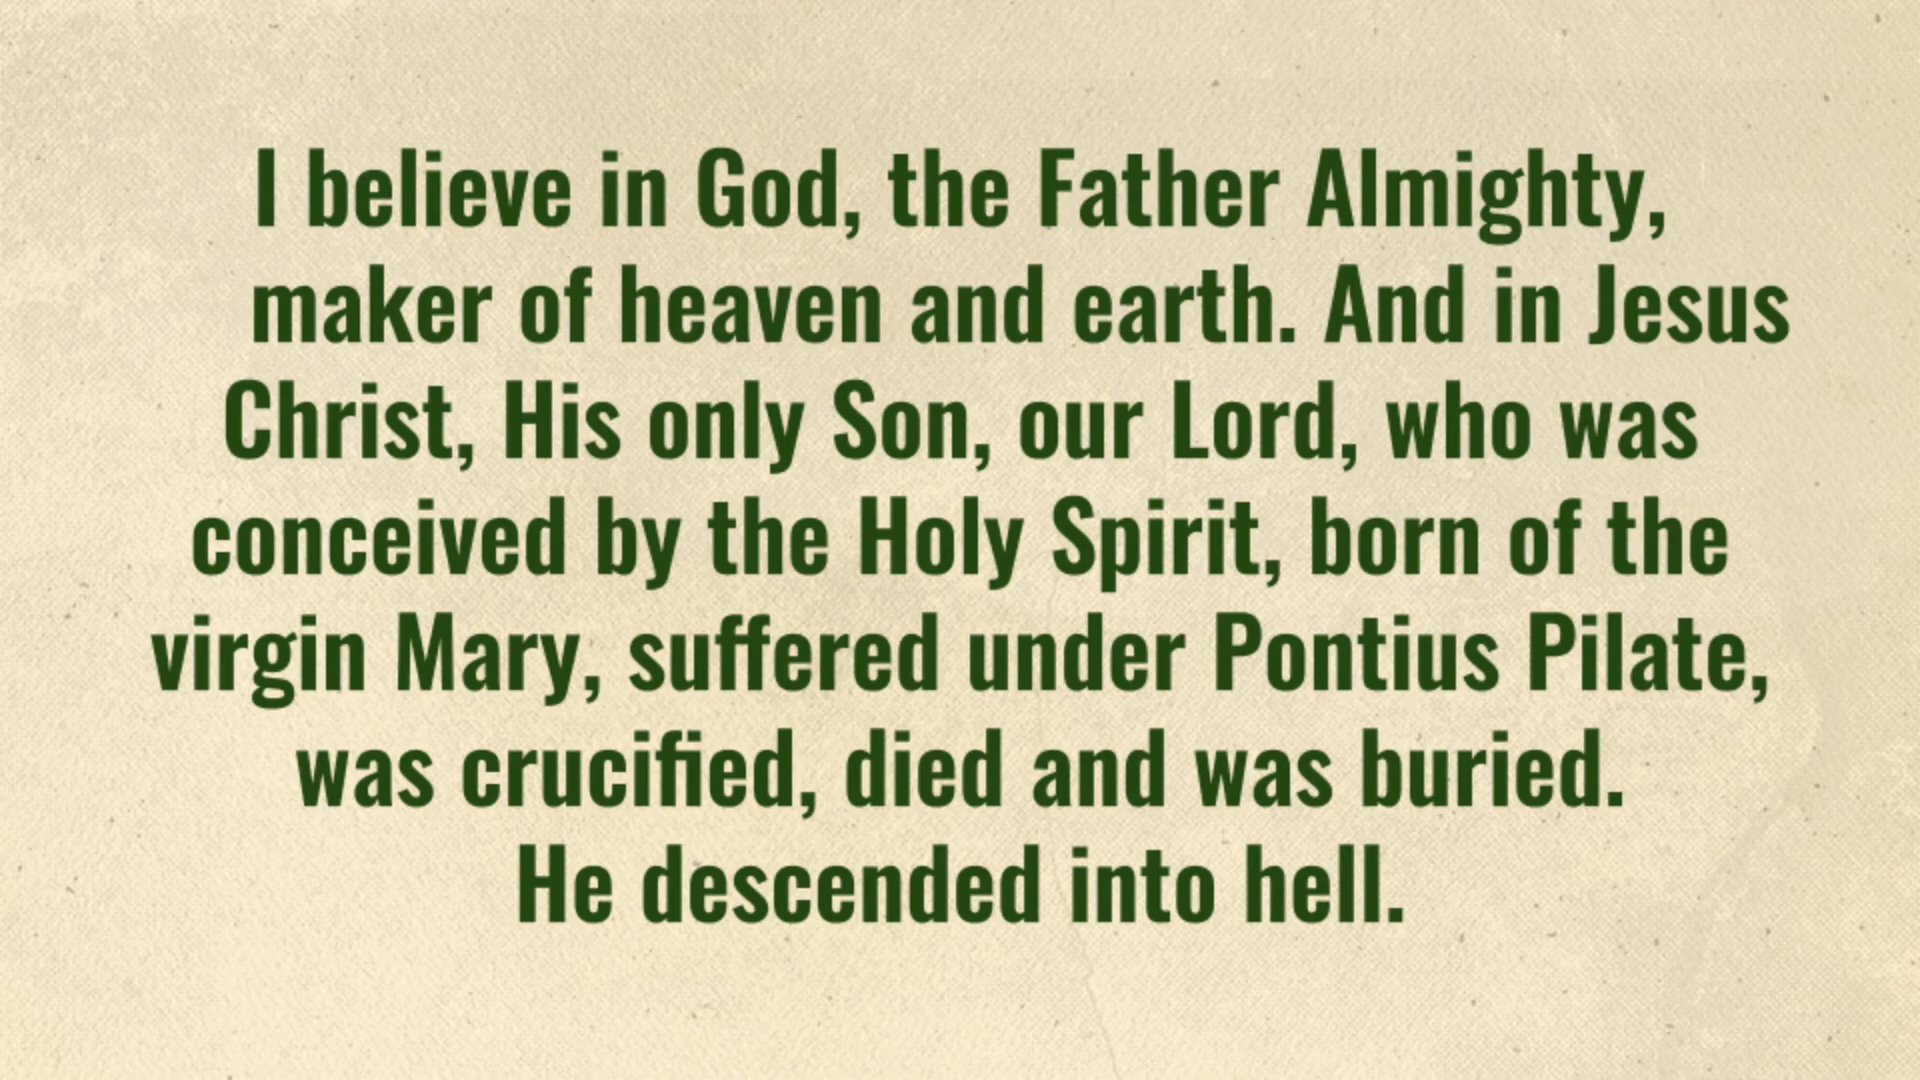 I believe in God, the Father Almighty,
maker of heaven and earth. And in Jesus
Christ, His only Son, our Lord, who was
conceived by the Holy Spirit, born of the
virgin Mary, suffered under Pontius Pilate,
was crucified, died and was buried.
He descended into hell.